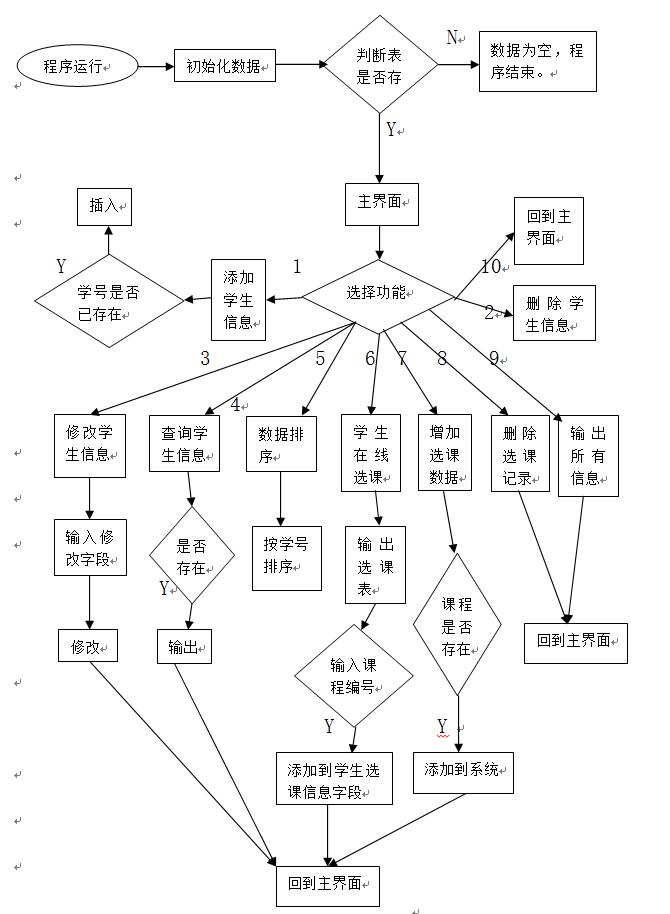 程序运行
初始化数据
判断表
是否存
N
数据为空，程
序结束。
Y
主界面
插入
Y
学号是否
已存在
添加
学生
信息
1
选择功能
10
回到主
界面
2
删除学
生信息
3
4
5
6
7
8
9
修改学
生信息
查询学
生信息
数据排
序
学生
在线
选课
增加
选课
数据
删除
选课
记录
输出
所有
信息
输入修
改字段
是否
存在
Y
按学号
排序
输出
选课
表
课程
是否
存在
修改
输出
输入课
程编号
回到主界面
Y
Y
添加到学生选
课信息字段
添加到系统
回到主界面